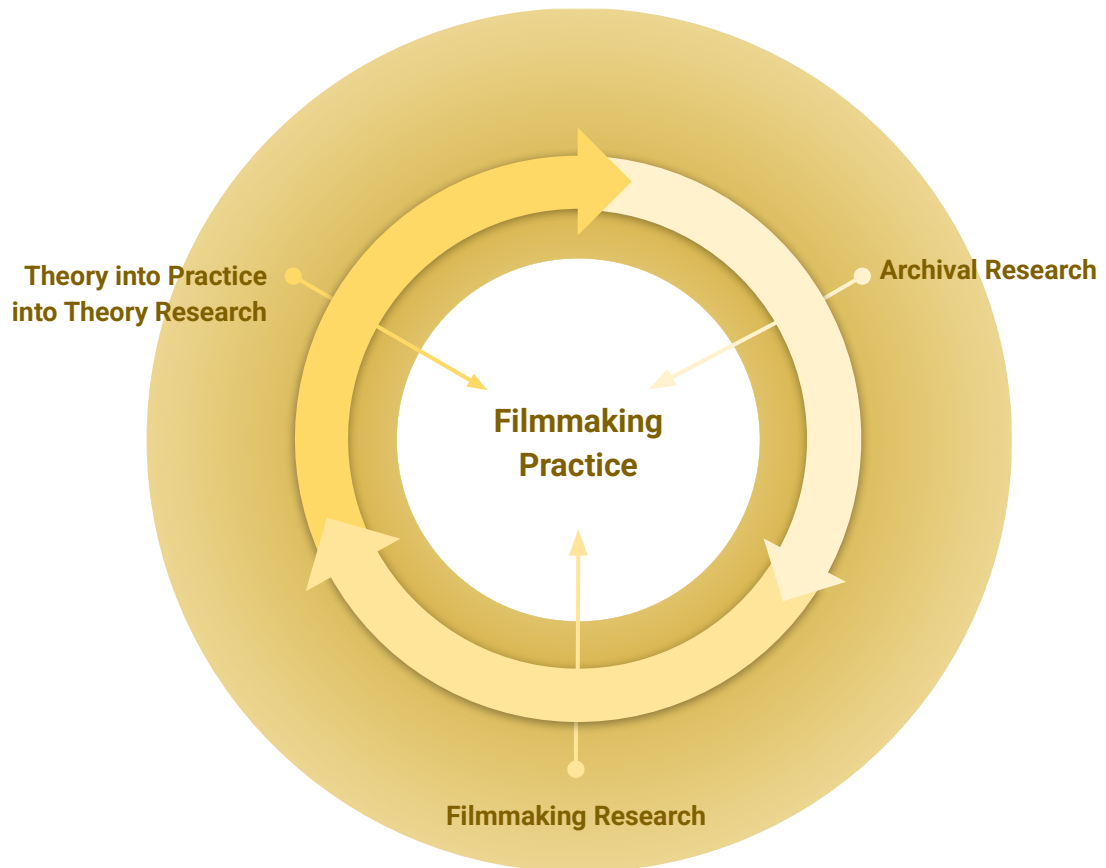 Theory into Practice
into Theory Research
Archival Research
Filmmaking
Practice
Filmmaking Research